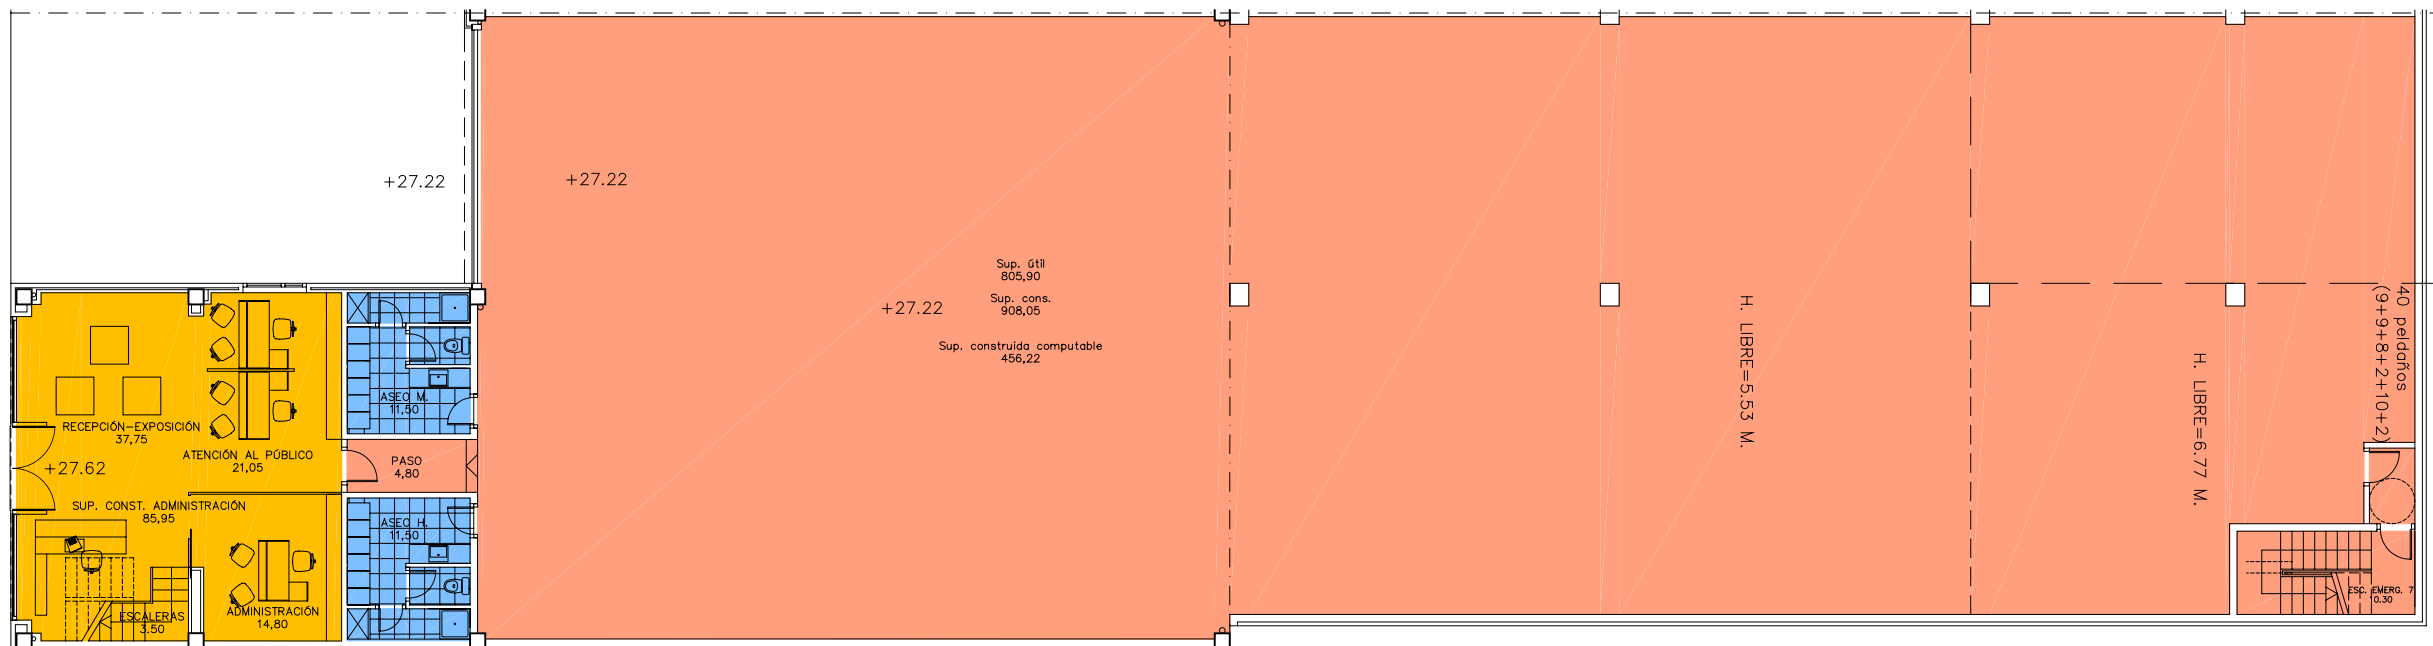 +27.22
+27.22
+27.22
Sup. útil
805,90
Sup. cons.
908,05
Sup. construida computable
456,22
H. LIBRE=5.53 M.
H. LIBRE=6.77 M.
40 peldaños
(9+9+8+2+10+2)
ASEO M.
11,50
RECEPCIÓN-EXPOSICIÓN
37,75
ATENCIÓN AL PÚBLICO
21,05
+27.62
PASO
4,80
SUP. CONST. ADMINISTRACIÓN
85,95
ASEO H.
11,50
ESCALERAS
3.50
ADMINISTRACIÓN
14,80
ESC. EMERG. 7
0.30